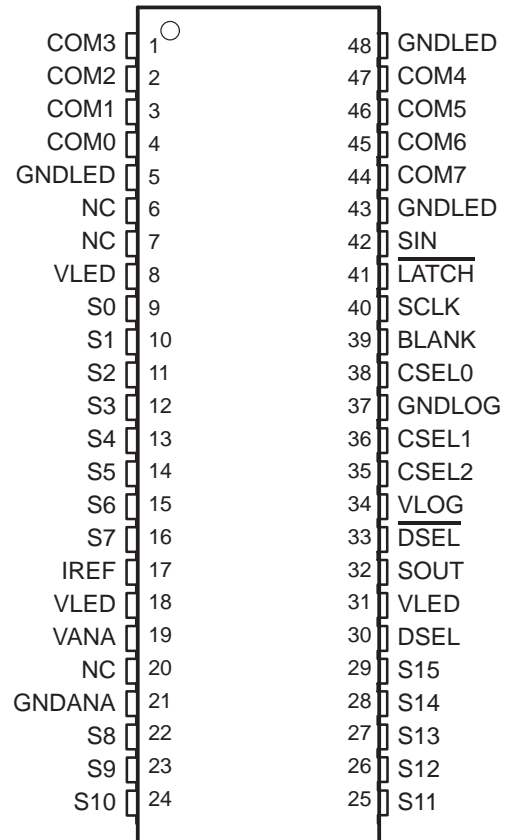 COM3 1 48 GNDLED
COM2 2 47 COM4
COM1 3 46 COM5
COM0 4 45 COM6
GNDLED 5 44 COM7
NC 6 43 GNDLED
NC 7 42 SIN
VLED 8 41 L̅A̅T̅C̅H̅
S0 9 40 SCLK
S1 10 39 BLANK
S2 11 38 CSEL0
S3 12 37 GNDLOG
S4 13 36 CSEL1
S5 14 35 CSEL2
S6 15 34 VLOG
S7 16 33 D̅S̅E̅L̅
IREF 17 32 SOUT
VLED 18 31 VLED
VANA 19 30 DSEL
NC 20 29 S15
GNDANA 21 28 S14
S8 22 27 S13
S9 23 26 S12
S10 24 25 S11